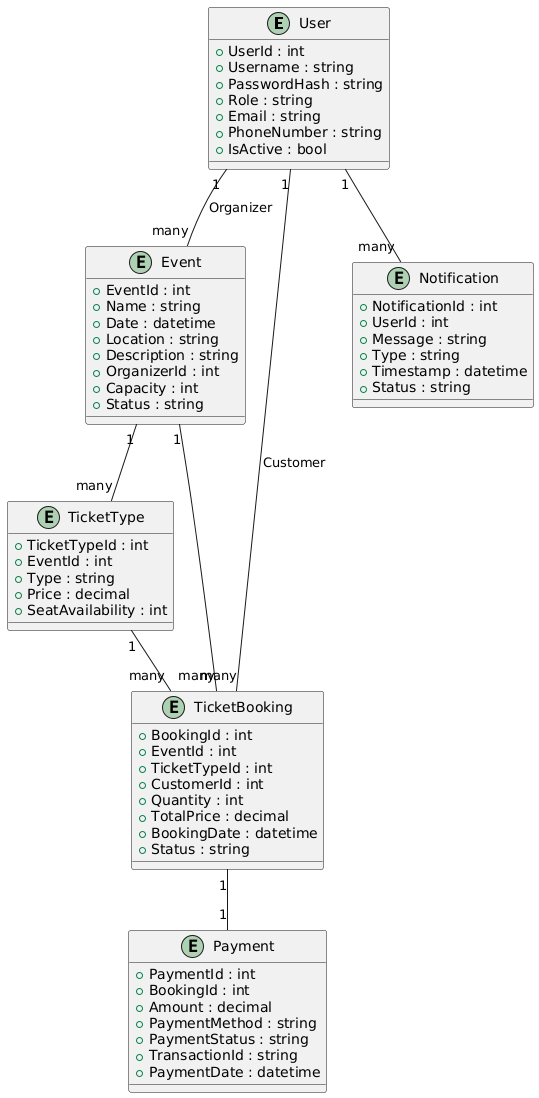 E User
UserId : int
Username : string
PasswordHash : string
Role : string
Email : string
PhoneNumber : string
IsActive : bool
1
1
1
Organizer
many
many
E Event
EventId : int
Name : string
Date : datetime
Location : string
Description : string
OrganizerId : int
Capacity : int
Status : string
E Notification
NotificationId : int
UserId : int
Message : string
Type : string
Timestamp : datetime
Status : string
1
1
Customer
many
E TicketType
TicketTypeId : int
EventId : int
Type : string
Price : decimal
SeatAvailability : int
1
many
many
many
E TicketBooking
BookingId : int
EventId : int
TicketTypeId : int
CustomerId : int
Quantity : int
TotalPrice : decimal
BookingDate : datetime
Status : string
1
1
E Payment
PaymentId : int
BookingId : int
Amount : decimal
PaymentMethod : string
PaymentStatus : string
TransactionId : string
PaymentDate : datetime